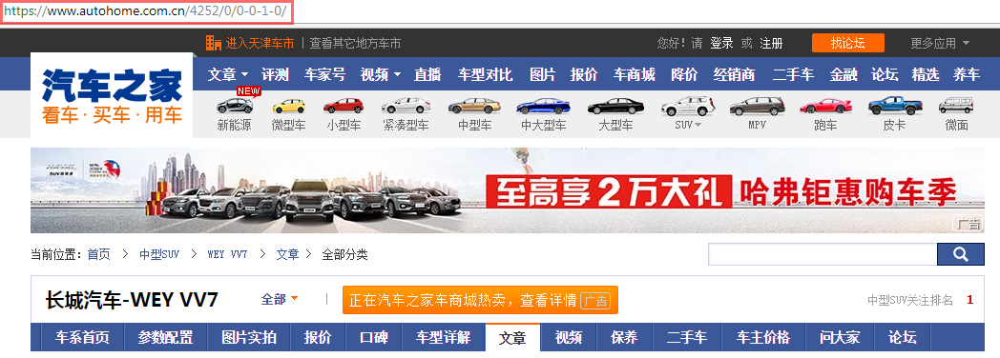 https://www.autohome.com.cn/4252/0/0-0-1-0/
进入天津车市 | 查看其它地方车市 您好！请 登录 或 注册 找论坛 更多应用
汽车之家
看车·买车·用车
文章 评测 车家号 视频 直播 车型对比 图片 报价 车商城 降价 经销商 二手车 金融 论坛 精选 养车
NEW
新能源 微型车 小型车 紧凑型车 中型车 中大型车 大型车 SUV MPV 跑车 皮卡 微面
至高享2万大礼 哈弗钜惠购车季
广告
当前位置：首页 > 中型SUV > WEY VV7 > 文章 > 全部分类
长城汽车-WEY VV7 全部 | 正在汽车之家车商城热卖，查看详情 广告 中型SUV关注排名 1
车系首页 参数配置 图片实拍 报价 口碑 车型详解 文章 视频 保养 二手车 车主价格 问大家 论坛